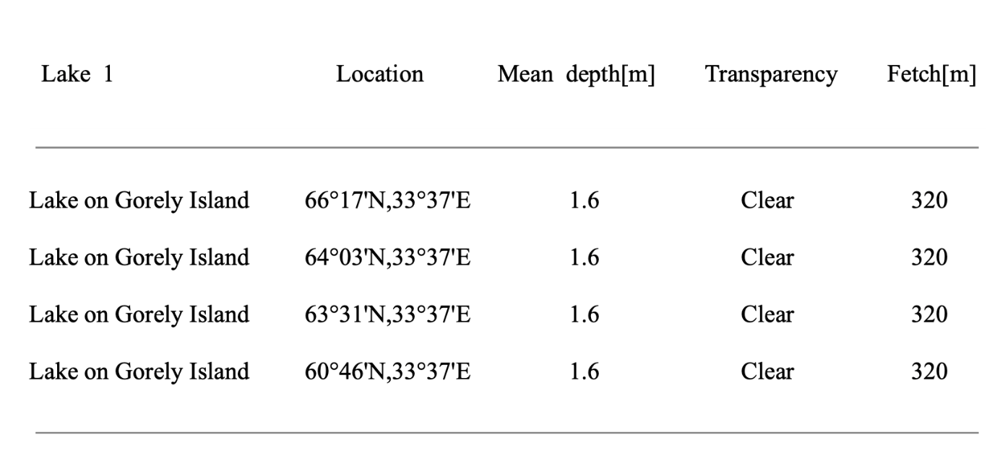 Lake 1 Location Mean depth[m] Transparency Fetch[m]
Lake on Gorely Island 66°17'N,33°37'E 1.6 Clear 320
Lake on Gorely Island 64°03'N,33°37'E 1.6 Clear 320
Lake on Gorely Island 63°31'N,33°37'E 1.6 Clear 320
Lake on Gorely Island 60°46'N,33°37'E 1.6 Clear 320